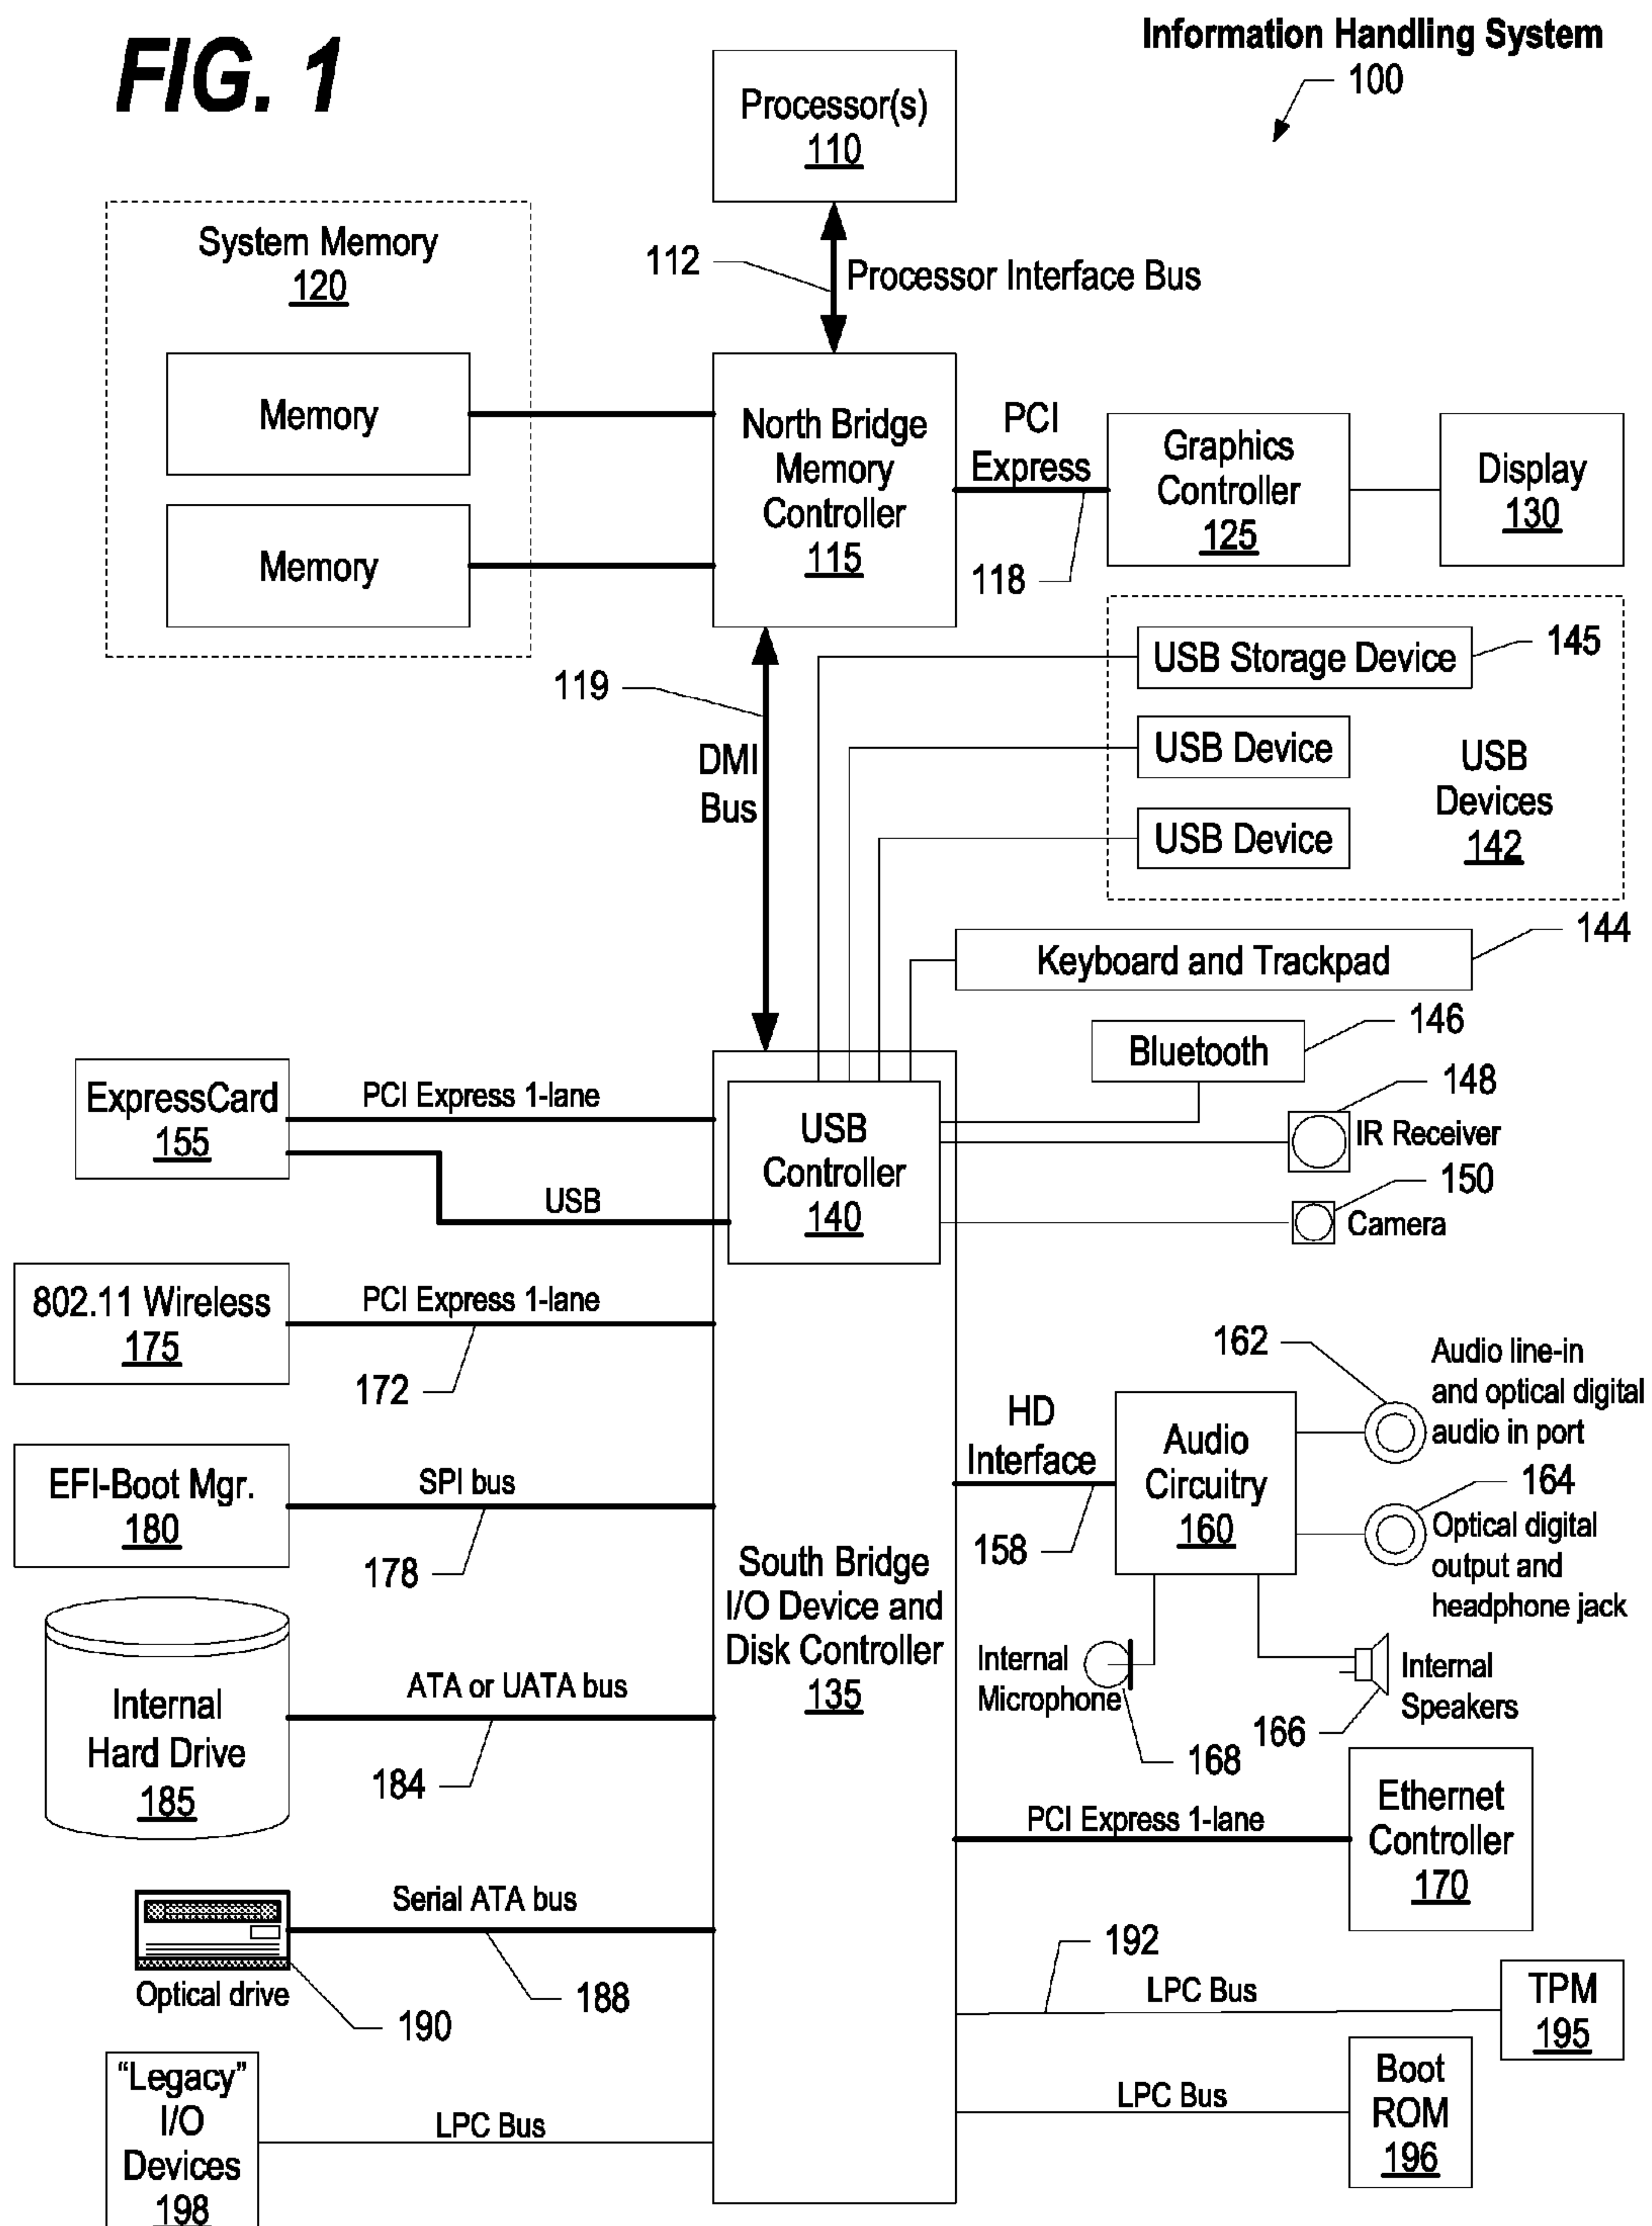 FIG. 1
Information Handling System
100
Processor(s)
110
System Memory
120
112
Processor Interface Bus
Memory
Memory
North Bridge
Memory
Controller
115
PCI
Express
118
Graphics
Controller
125
Display
130
119
DMI
Bus
USB Storage Device
145
USB Device
USB Device
USB
Devices
142
Keyboard and Trackpad
144
Bluetooth
146
148
IR Receiver
150
Camera
ExpressCard
155
PCI Express 1-lane
USB
USB
Controller
140
802.11 Wireless
175
PCI Express 1-lane
172
EFI-Boot Mgr.
180
SPI bus
178
South Bridge
I/O Device and
Disk Controller
135
HD
Interface
158
Audio
Circuitry
160
162
Audio line-in
and optical digital
audio in port
164
Optical digital
output and
headphone jack
Internal
Microphone
168
166
Internal
Speakers
Internal
Hard Drive
185
ATA or UATA bus
184
PCI Express 1-lane
Ethernet
Controller
170
Optical drive
190
Serial ATA bus
188
192
LPC Bus
TPM
195
"Legacy"
I/O
Devices
198
LPC Bus
LPC Bus
Boot
ROM
196